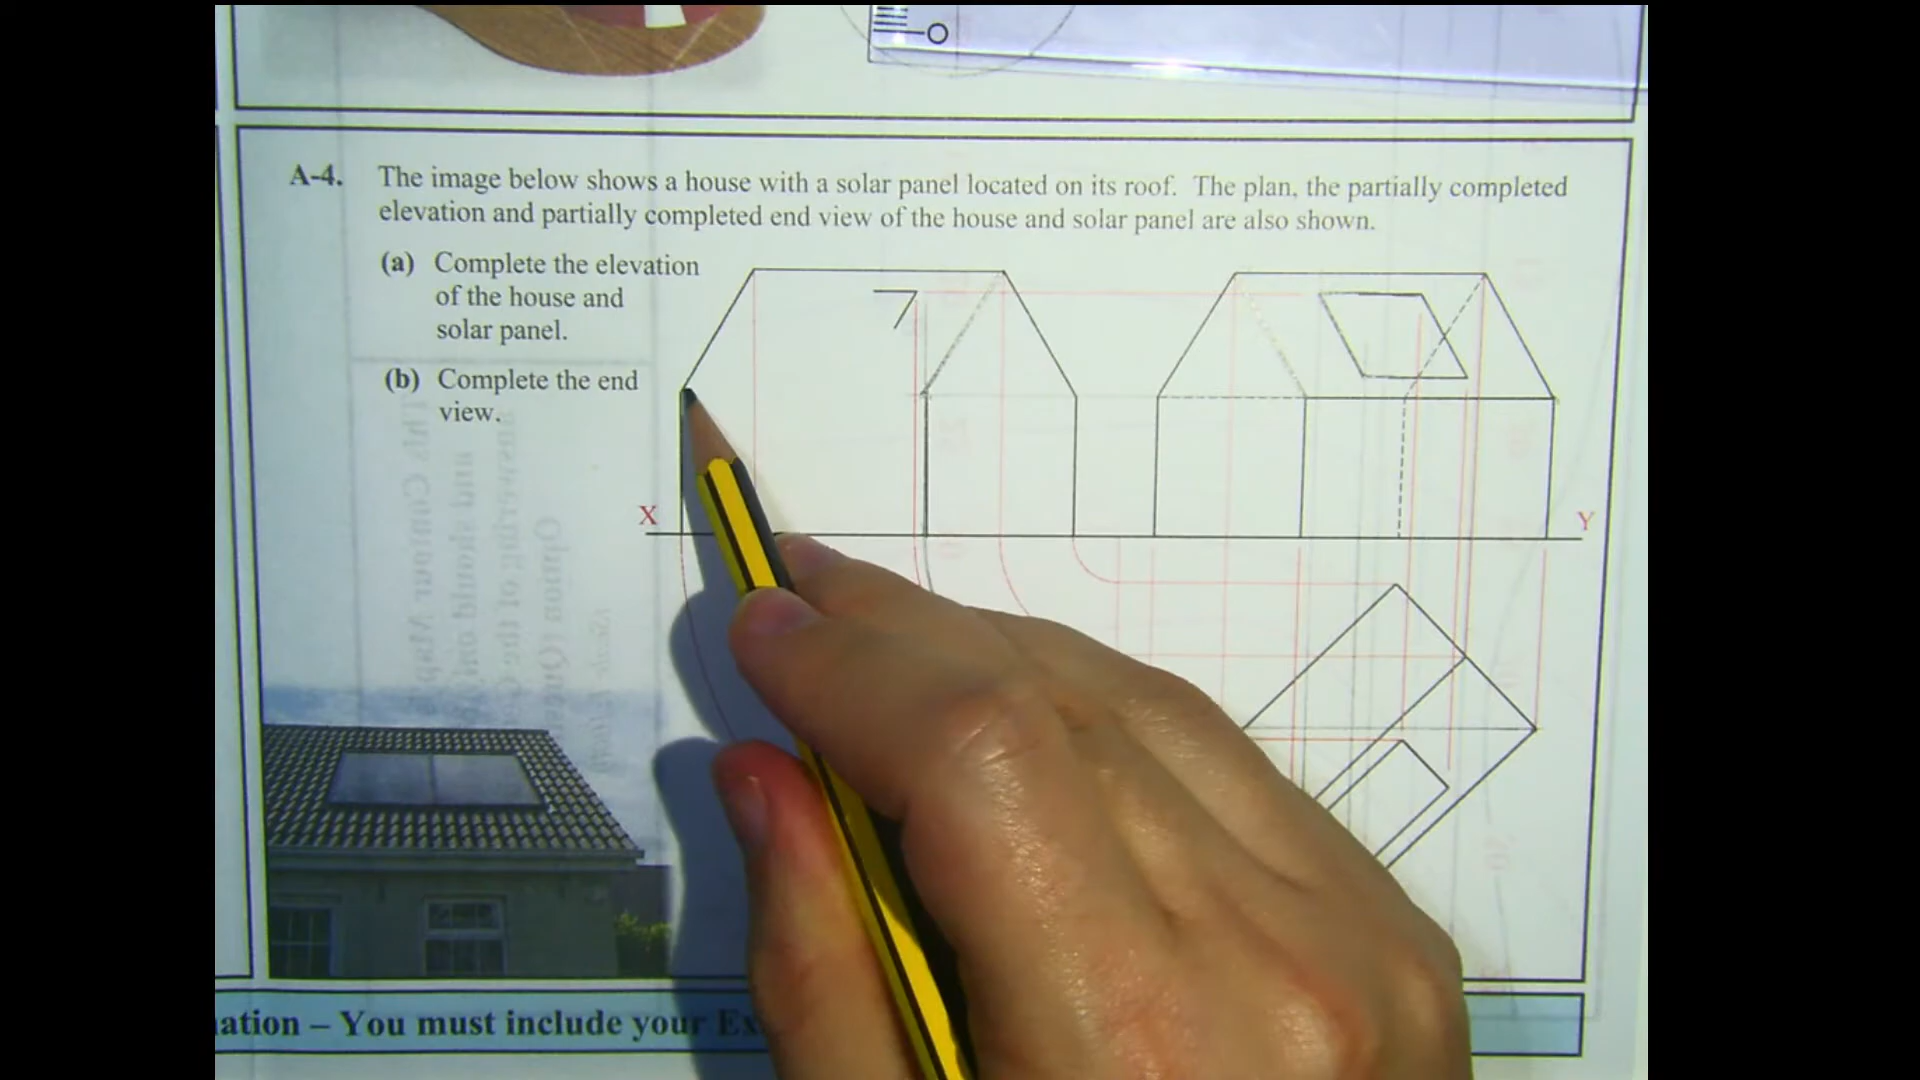 A-4. The image below shows a house with a solar panel located on its roof. The plan, the partially completed
elevation and partially completed end view of the house and solar panel are also shown.
(a) Complete the elevation
of the house and
solar panel.
(b) Complete the end
view.
X
Y
ation – You must include your Ex